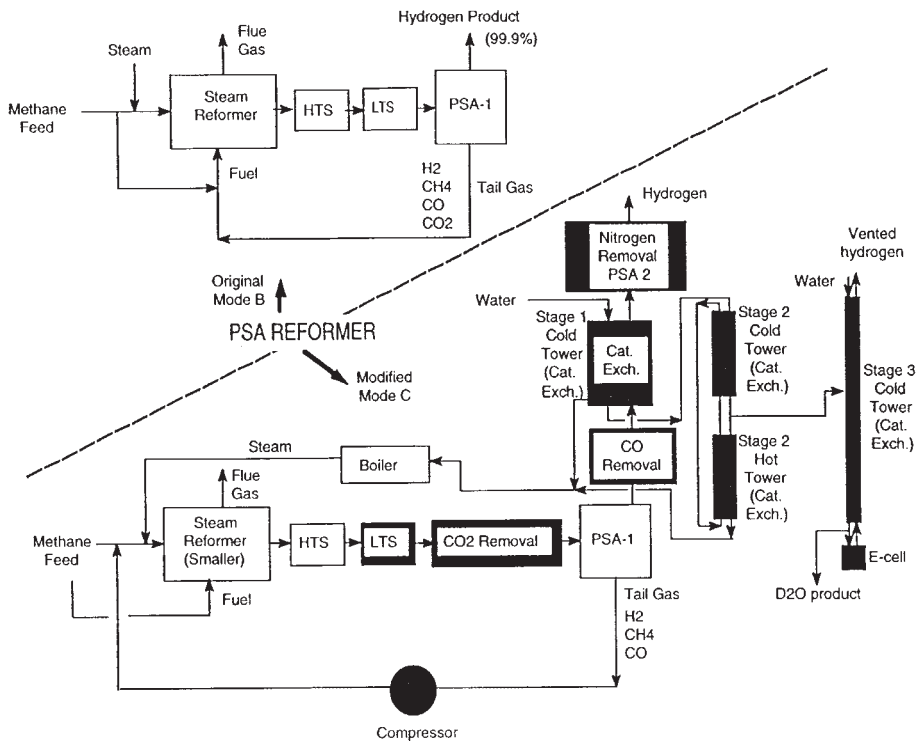 Hydrogen Product
(99.9%)
Flue
Gas
Steam
Methane
Feed
Steam
Reformer
HTS
LTS
PSA-1
Fuel
H2
CH4
CO
CO2
Tail Gas
Hydrogen
Nitrogen
Removal
PSA 2
Vented
hydrogen
Original
Mode B
PSA REFORMER
Modified
Mode C
Water
Stage 1
Cold
Tower
(Cat.
Exch.)
Cat.
Exch.
Stage 2
Cold
Tower
(Cat.
Exch.)
Water
Stage 3
Cold
Tower
(Cat.
Exch.)
Stage 2
Hot
Tower
(Cat.
Exch.)
CO
Removal
Steam
Boiler
Flue
Gas
Methane
Feed
Steam
Reformer
(Smaller)
HTS
LTS
CO2 Removal
PSA-1
Fuel
E-cell
D2O product
Tail Gas
H2
CH4
CO
Compressor